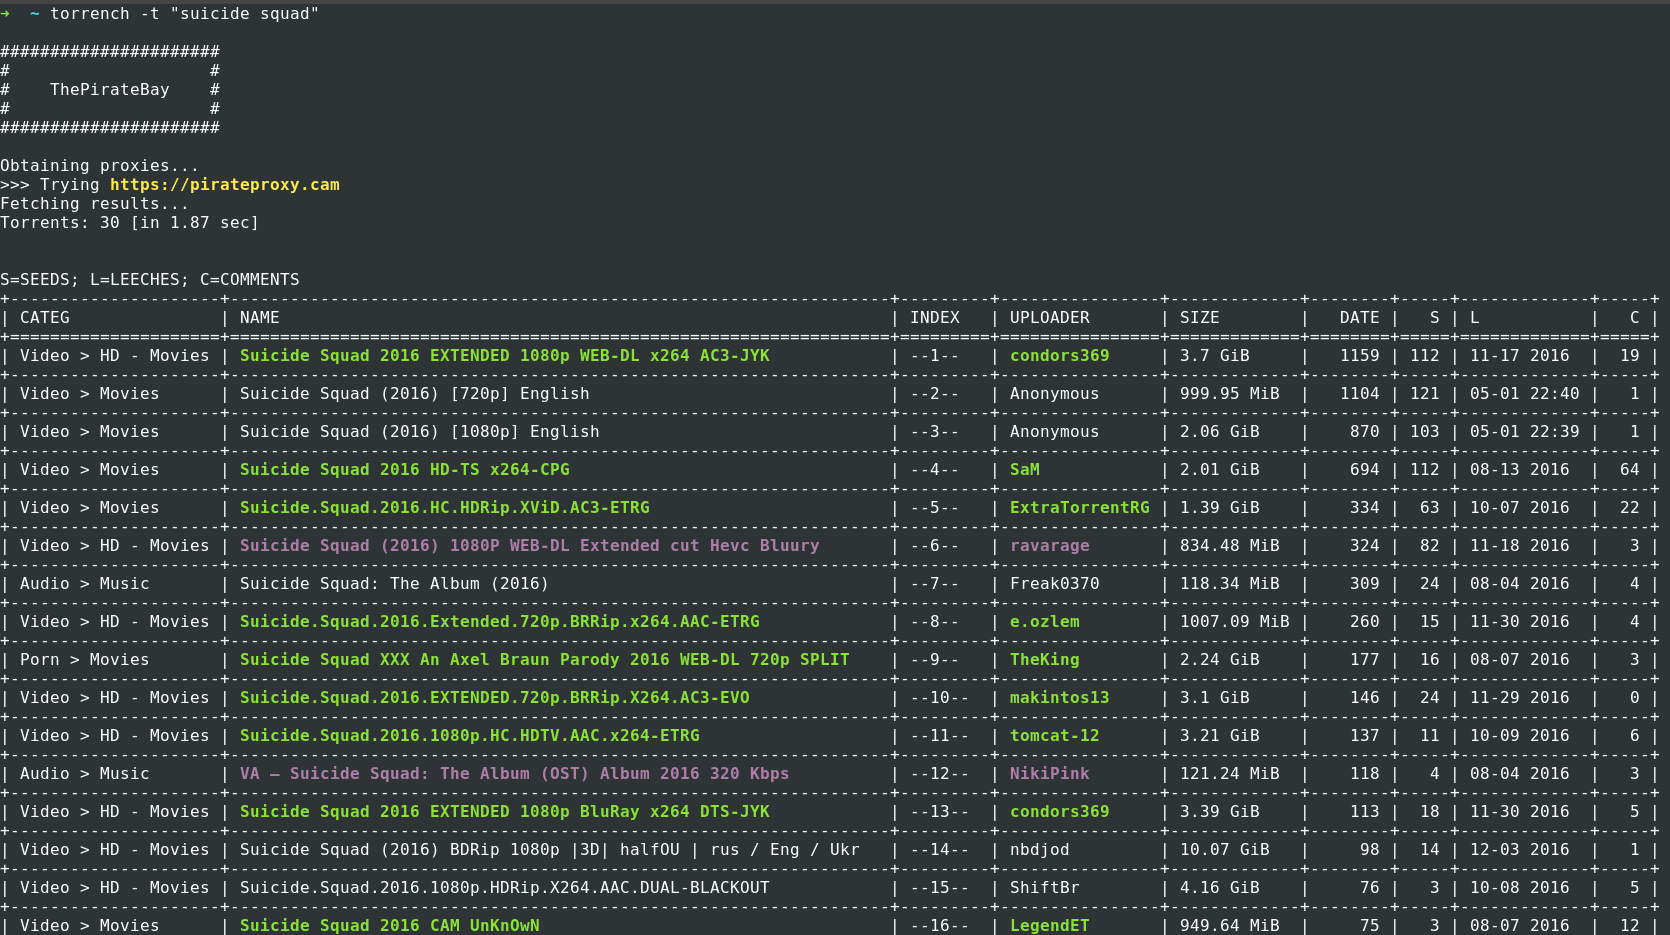 ➜  ~ torrench -t "suicide squad"
######################
#                    #
#    ThePirateBay    #
#                    #
######################
Obtaining proxies...
>>> Trying https://pirateproxy.cam
Fetching results...
Torrents: 30 [in 1.87 sec]
S=SEEDS; L=LEECHES; C=COMMENTS
| CATEG | NAME | INDEX | UPLOADER | SIZE | DATE | S | L | C |
| Video > HD - Movies | Suicide Squad 2016 EXTENDED 1080p WEB-DL x264 AC3-JYK | --1-- | condors369 | 3.7 GiB | 1159 | 112 | 11-17 2016 | 19 |
| Video > Movies | Suicide Squad (2016) [720p] English | --2-- | Anonymous | 999.95 MiB | 1104 | 121 | 05-01 22:40 | 1 |
| Video > Movies | Suicide Squad (2016) [1080p] English | --3-- | Anonymous | 2.06 GiB | 870 | 103 | 05-01 22:39 | 1 |
| Video > Movies | Suicide Squad 2016 HD-TS x264-CPG | --4-- | SaM | 2.01 GiB | 694 | 112 | 08-13 2016 | 64 |
| Video > Movies | Suicide.Squad.2016.HC.HDRip.XViD.AC3-ETRG | --5-- | ExtraTorrentRG | 1.39 GiB | 334 | 63 | 10-07 2016 | 22 |
| Video > HD - Movies | Suicide Squad (2016) 1080P WEB-DL Extended cut Hevc Bluury | --6-- | ravarage | 834.48 MiB | 324 | 82 | 11-18 2016 | 3 |
| Audio > Music | Suicide Squad: The Album (2016) | --7-- | Freak0370 | 118.34 MiB | 309 | 24 | 08-04 2016 | 4 |
| Video > HD - Movies | Suicide.Squad.2016.Extended.720p.BRRip.x264.AAC-ETRG | --8-- | e.ozlem | 1007.09 MiB | 260 | 15 | 11-30 2016 | 4 |
| Porn > Movies | Suicide Squad XXX An Axel Braun Parody 2016 WEB-DL 720p SPLIT | --9-- | TheKing | 2.24 GiB | 177 | 16 | 08-07 2016 | 3 |
| Video > HD - Movies | Suicide.Squad.2016.EXTENDED.720p.BRRip.X264.AC3-EVO | --10-- | makintos13 | 3.1 GiB | 146 | 24 | 11-29 2016 | 0 |
| Video > HD - Movies | Suicide.Squad.2016.1080p.HC.HDTV.AAC.x264-ETRG | --11-- | tomcat-12 | 3.21 GiB | 137 | 11 | 10-09 2016 | 6 |
| Audio > Music | VA – Suicide Squad: The Album (OST) Album 2016 320 Kbps | --12-- | NikiPink | 121.24 MiB | 118 | 4 | 08-04 2016 | 3 |
| Video > HD - Movies | Suicide Squad 2016 EXTENDED 1080p BluRay x264 DTS-JYK | --13-- | condors369 | 3.39 GiB | 113 | 18 | 11-30 2016 | 5 |
| Video > HD - Movies | Suicide Squad (2016) BDRip 1080p |3D| halfOU | rus / Eng / Ukr | --14-- | nbdjod | 10.07 GiB | 98 | 14 | 12-03 2016 | 1 |
| Video > HD - Movies | Suicide.Squad.2016.1080p.HDRip.X264.AAC.DUAL-BLACKOUT | --15-- | ShiftBr | 4.16 GiB | 76 | 3 | 10-08 2016 | 5 |
| Video > Movies | Suicide Squad 2016 CAM UnKnOwN | --16-- | LegendET | 949.64 MiB | 75 | 3 | 08-07 2016 | 12 |